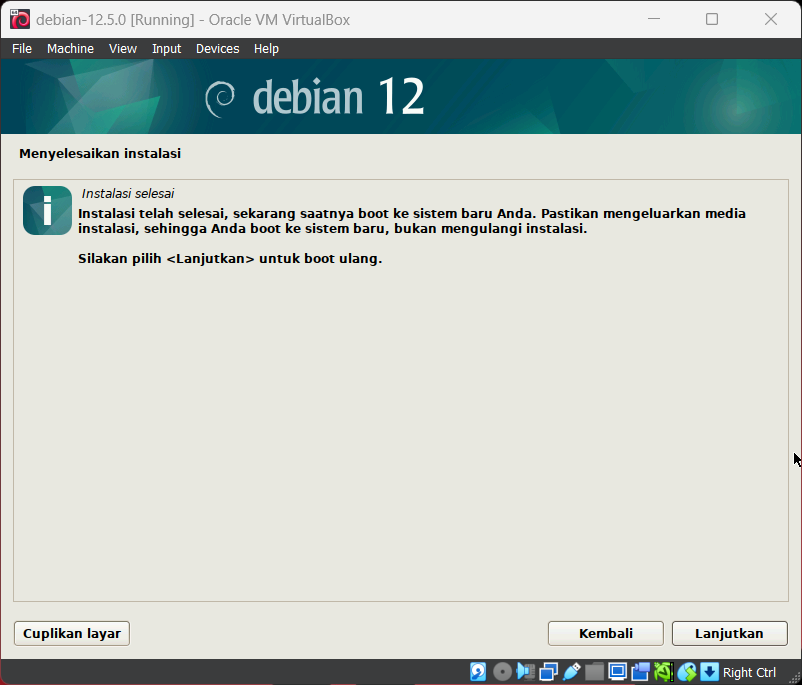 debian-12.5.0 [Running] - Oracle VM VirtualBox
File Machine View Input Devices Help
debian 12
Menyelesaikan instalasi
Instalasi selesai
Instalasi telah selesai, sekarang saatnya boot ke sistem baru Anda. Pastikan mengeluarkan media
instalasi, sehingga Anda boot ke sistem baru, bukan mengulangi instalasi.
Silakan pilih <Lanjutkan> untuk boot ulang.
Cuplikan layar Kembali Lanjutkan
Right Ctrl